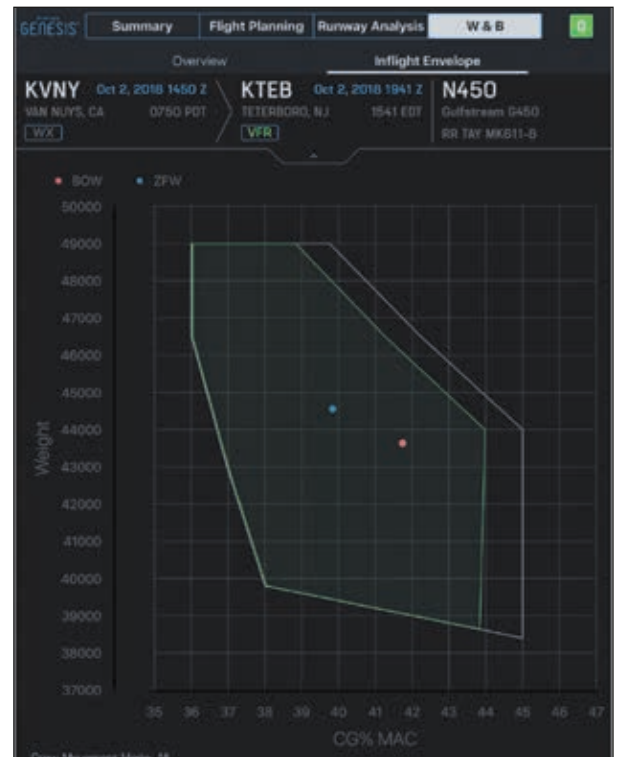 GENESIS
Summary Flight Planning Runway Analysis W & B
Overview Inflight Envelope
KVNY Oct 2, 2018 1450 Z KTEB Oct 2, 2018 1941 Z N450
VAN NUYS, CA 0750 PDT TETERBORO, NJ 1541 EDT Gulfstream G450
WX VFR RR TAY MK611-8
BOW ZFW
50000
49000
48000
47000
46000
45000
44000
43000
42000
41000
40000
39000
38000
37000
Weight
35 36 37 38 39 40 41 42 43 44 45 46 47
CG% MAC